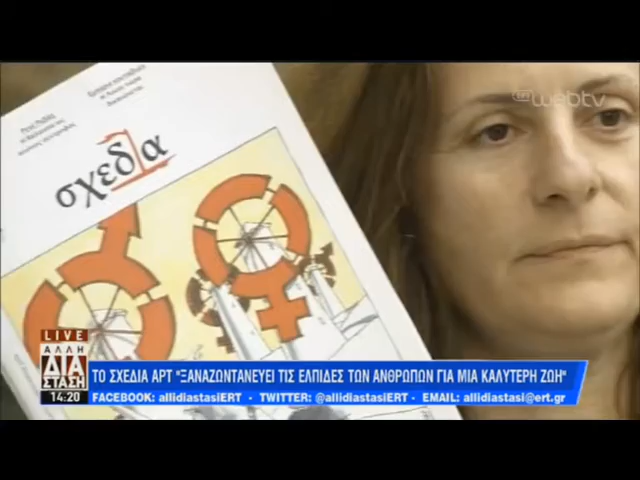 ερτwebtv
σχεδία
LIVE
ΑΛΛΗ
ΔΙΑ
ΣΤΑΣΗ
14:20
ΤΟ ΣΧΕΔΙΑ ΑΡΤ "ΞΑΝΑΖΩΝΤΑΝΕΥΕΙ ΤΙΣ ΕΛΠΙΔΕΣ ΤΩΝ ΑΝΘΡΩΠΩΝ ΓΙΑ ΜΙΑ ΚΑΛΥΤΕΡΗ ΖΩΗ"
FACEBOOK: allidiastasiERT - TWITTER: @allidiastasiERT - EMAIL: allidiastasi@ert.gr